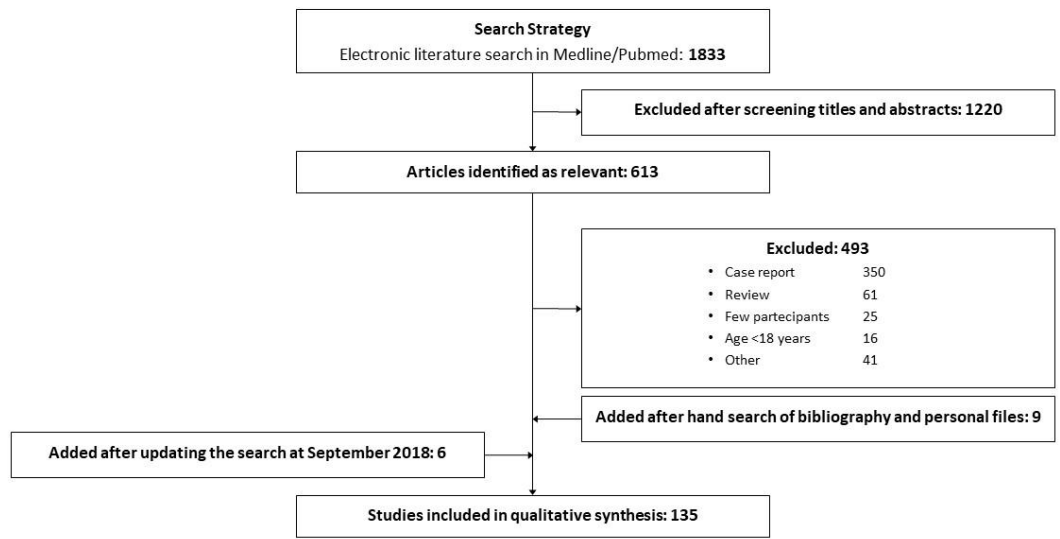 Search Strategy
Electronic literature search in Medline/Pubmed: 1833
Excluded after screening titles and abstracts: 1220
Articles identified as relevant: 613
Excluded: 493
• Case report 350
• Review 61
• Few partecipants 25
• Age <18 years 16
• Other 41
Added after hand search of bibliography and personal files: 9
Added after updating the search at September 2018: 6
Studies included in qualitative synthesis: 135